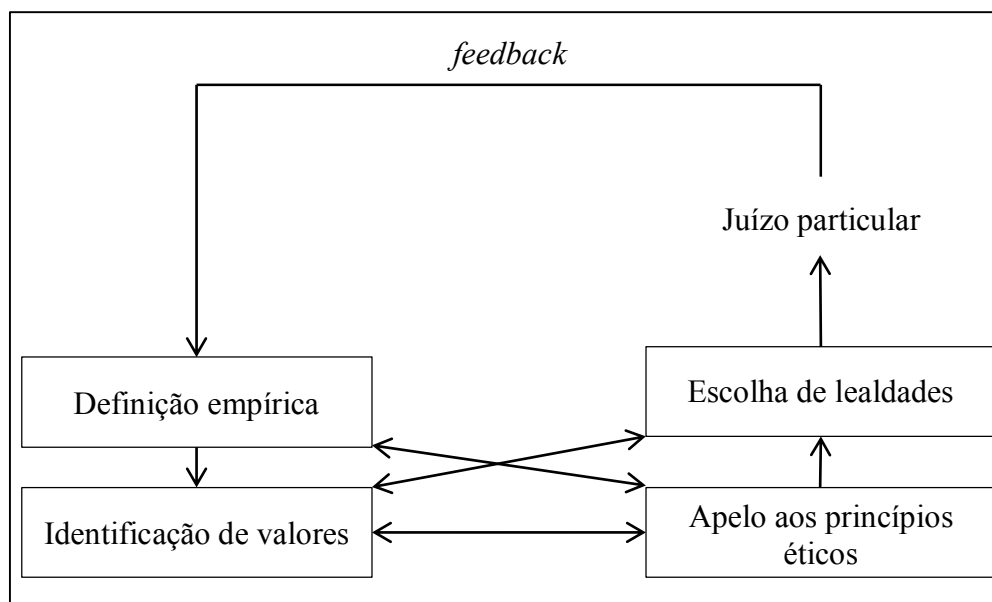 feedback
Juízo particular
Definição empírica
Escolha de lealdades
Identificação de valores
Apelo aos princípios
éticos